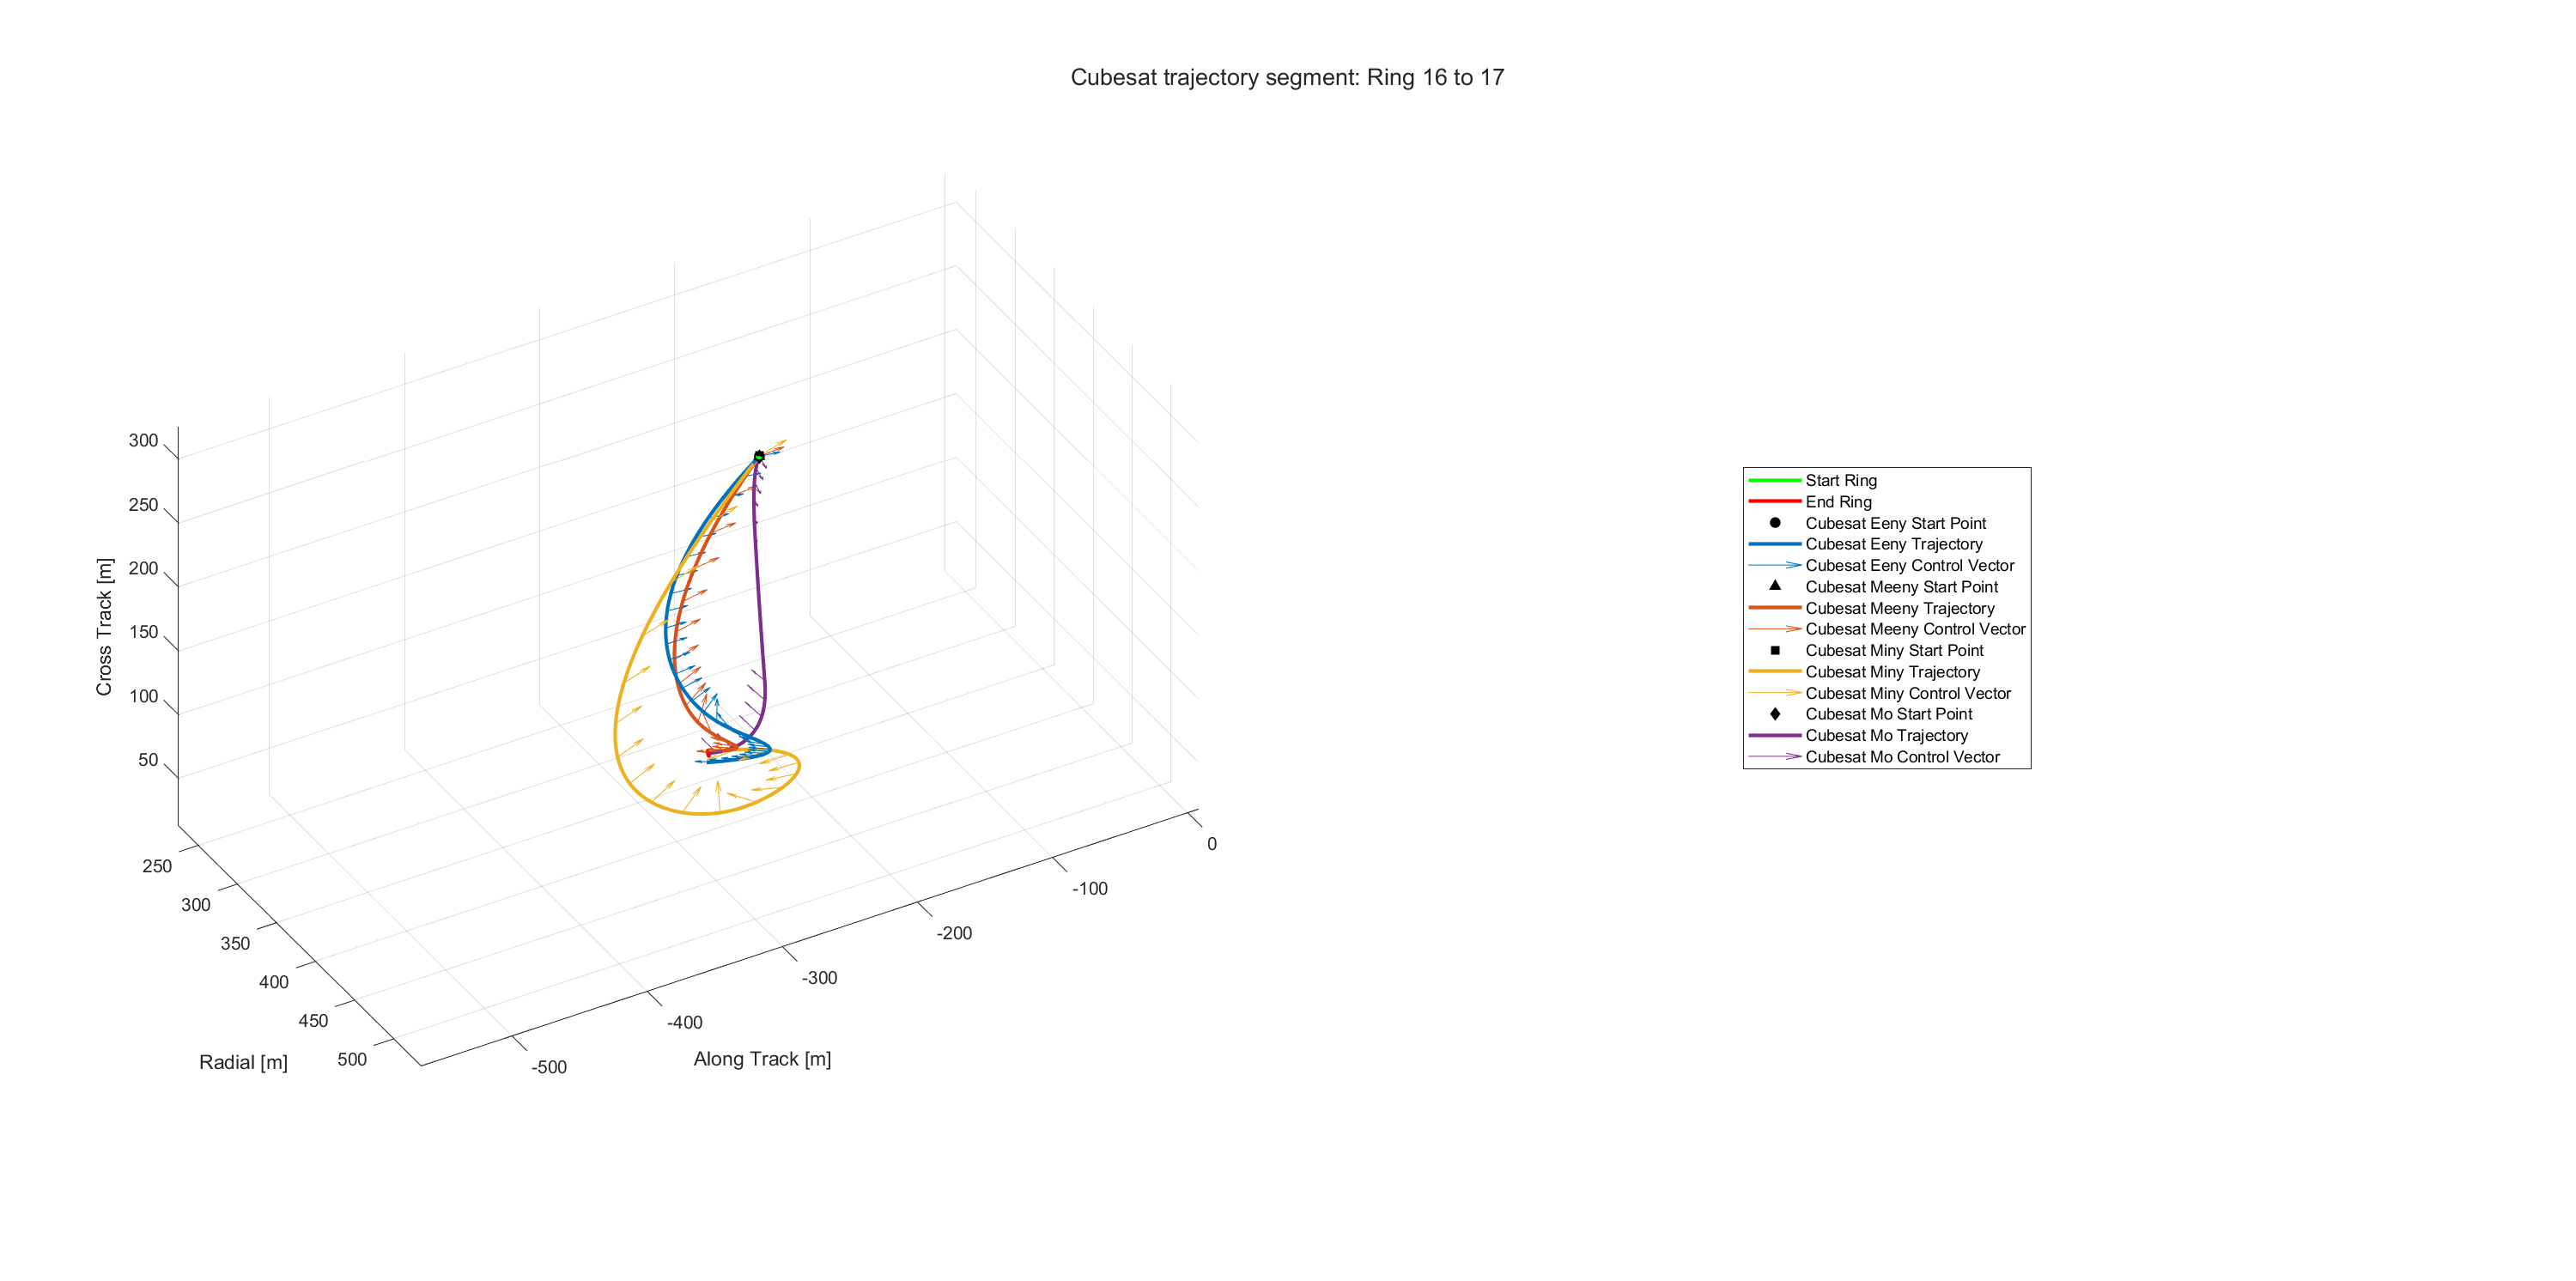 Cubesat trajectory segment: Ring 16 to 17
300
250
200
150
100
50
Cross Track [m]
250
300
350
400
450
500
Radial [m]
-500
-400
-300
-200
-100
0
Along Track [m]
Start Ring
End Ring
Cubesat Eeny Start Point
Cubesat Eeny Trajectory
Cubesat Eeny Control Vector
Cubesat Meeny Start Point
Cubesat Meeny Trajectory
Cubesat Meeny Control Vector
Cubesat Miny Start Point
Cubesat Miny Trajectory
Cubesat Miny Control Vector
Cubesat Mo Start Point
Cubesat Mo Trajectory
Cubesat Mo Control Vector